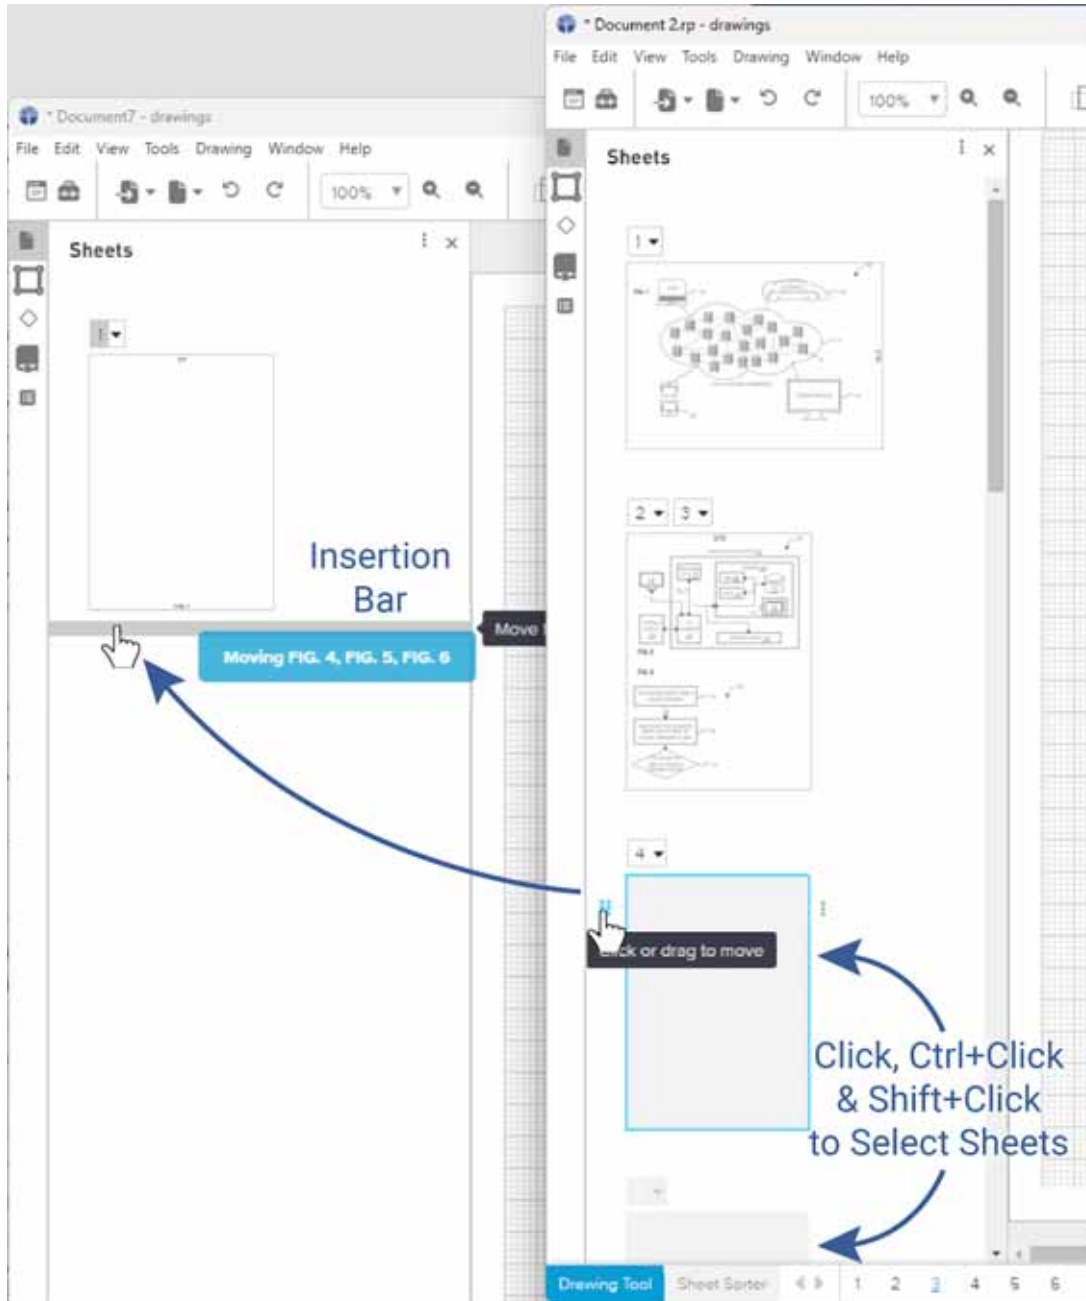 * Document 2.rp - drawings
File Edit View Tools Drawing Window Help
100%
Sheets
1
2 3
4
Click or drag to move
Click, Ctrl+Click
& Shift+Click
to Select Sheets
Drawing Tool Sheet Sorter 1 2 3 4 5 6
* Document7 - drawings
File Edit View Tools Drawing Window Help
100%
Sheets
1
Insertion
Bar
Move
Moving FIG. 4, FIG. 5, FIG. 6